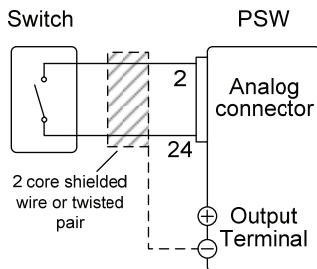 Switch
PSW
2
Analog
connector
24
2 core shielded
wire or twisted
pair
+
Output
Terminal
−